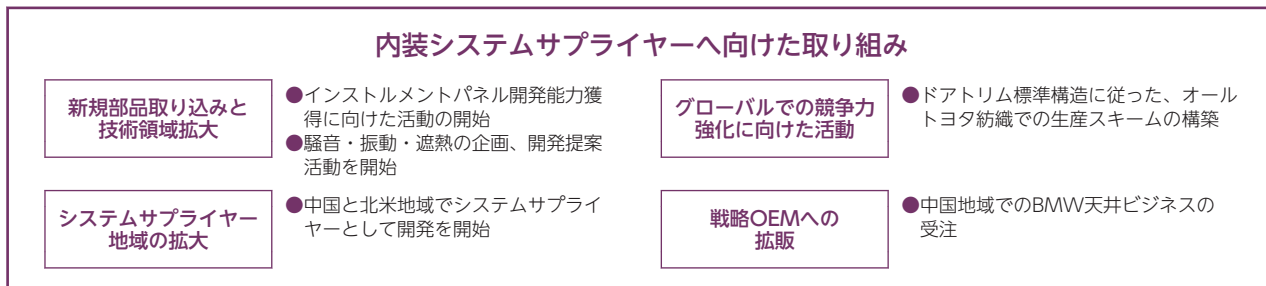 内装システムサプライヤーへ向けた取り組み
新規部品取り込みと
技術領域拡大
●インストルメントパネル開発能力獲
得に向けた活動の開始
●騒音・振動・遮熱の企画、開発提案
活動を開始
グローバルでの競争力
強化に向けた活動
●ドアトリム標準構造に従った、オール
トヨタ紡織での生産スキームの構築
システムサプライヤー
地域の拡大
●中国と北米地域でシステムサプライ
ヤーとして開発を開始
戦略OEMへの
拡販
●中国地域でのBMW天井ビジネスの
受注